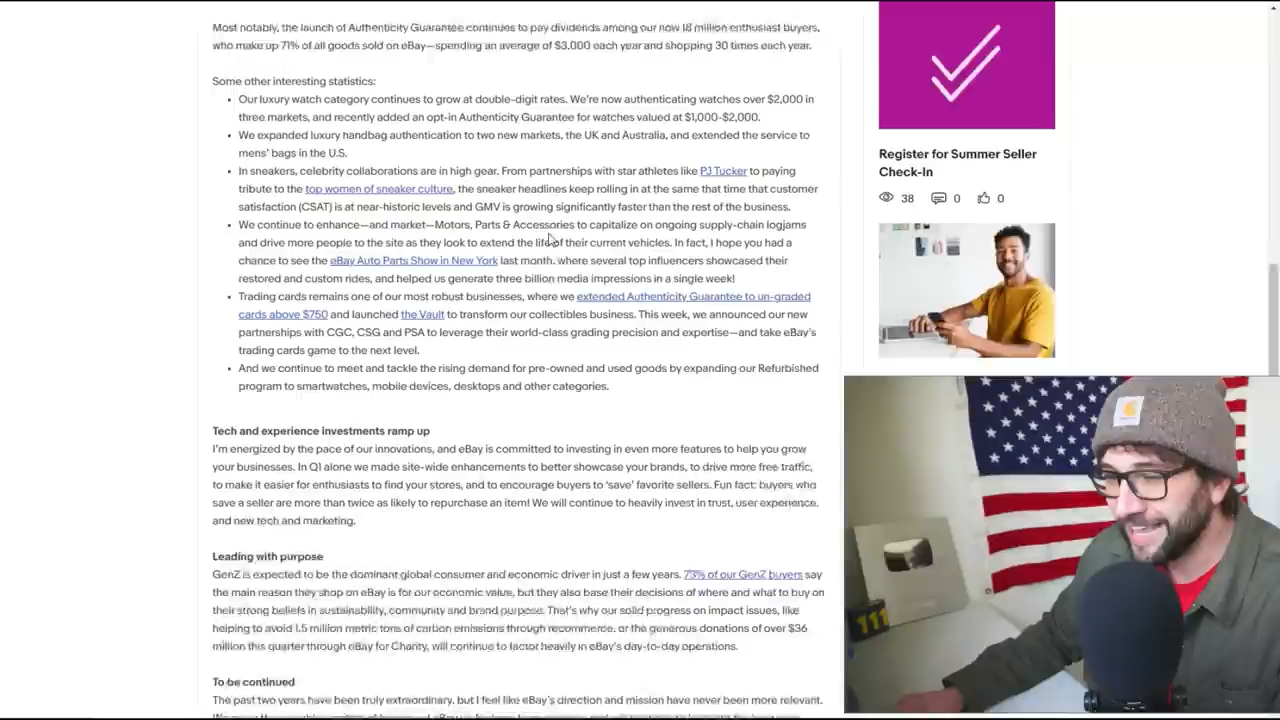 Most notably, the launch of Authenticity Guarantee continues to pay dividends among our now 18 million enthusiast buyers,
who make up 71% of all goods sold on eBay—spending an average of $3,000 each year and shopping 30 times each year.
Some other interesting statistics:
• Our luxury watch category continues to grow at double-digit rates. We're now authenticating watches over $2,000 in
three markets, and recently added an opt-in Authenticity Guarantee for watches valued at $1,000-$2,000.
• We expanded luxury handbag authentication to two new markets, the UK and Australia, and extended the service to
mens' bags in the U.S.
• In sneakers, celebrity collaborations are in high gear. From partnerships with star athletes like PJ Tucker to paying
tribute to the top women of sneaker culture, the sneaker headlines keep rolling in at the same that time that customer
satisfaction (CSAT) is at near-historic levels and GMV is growing significantly faster than the rest of the business.
• We continue to enhance—and market—Motors, Parts & Accessories to capitalize on ongoing supply-chain logjams
and drive more people to the site as they look to extend the life of their current vehicles. In fact, I hope you had a
chance to see the eBay Auto Parts Show in New York last month, where several top influencers showcased their
restored and custom rides, and helped us generate three billion media impressions in a single week!
• Trading cards remains one of our most robust businesses, where we extended Authenticity Guarantee to un-graded
cards above $750 and launched the Vault to transform our collectibles business. This week, we announced our new
partnerships with CGC, CSG and PSA to leverage their world-class grading precision and expertise—and take eBay's
trading cards game to the next level.
• And we continue to meet and tackle the rising demand for pre-owned and used goods by expanding our Refurbished
program to smartwatches, mobile devices, desktops and other categories.
Tech and experience investments ramp up
I'm energized by the pace of our innovations, and eBay is committed to investing in even more features to help you grow
your businesses. In Q1 alone we made site-wide enhancements to better showcase your brands, to drive more free traffic,
to make it easier for enthusiasts to find your stores, and to encourage buyers to 'save' favorite sellers. Fun fact: buyers who
save a seller are more than twice as likely to repurchase an item! We will continue to heavily invest in trust, user experience,
and new tech and marketing.
Leading with purpose
GenZ is expected to be the dominant global consumer and economic driver in just a few years. 73% of our GenZ buyers say
the main reason they shop on eBay is for our economic value, but they also base their decisions of where and what to buy on
their strong beliefs in sustainability, community and brand purpose. That's why our solid progress on impact issues, like
helping to avoid 1.5 million metric tons of carbon emissions through recommerce, or the generous donations of over $36
million this quarter through eBay for Charity, will continue to factor heavily in eBay's day-to-day operations.
To be continued
The past two years have been truly extraordinary, but I feel like eBay's direction and mission have never been more relevant.
Register for Summer Seller
Check-In
38 0 0
111